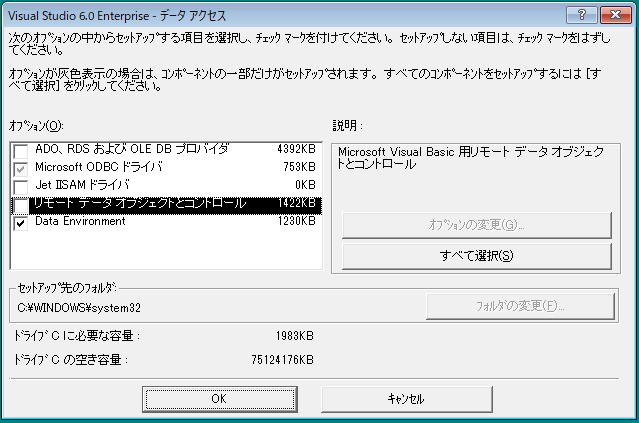 Visual Studio 6.0 Enterprise - データ アクセス
次のオプションの中からセットアップする項目を選択し、チェック マークを付けてください。セットアップしない項目は、チェック マークをはずし
てください。
オプションが灰色表示の場合は、コンポーネントの一部だけがセットアップされます。すべてのコンポーネントをセットアップするには [す
べて選択] をクリックしてください。
オプション(O):
説明 :
ADO、RDS および OLE DB プロバイダ 4392KB
Microsoft ODBC ドライバ 753KB
Jet IISAM ドライバ 0KB
リモート データ オブジェクトとコントロール 1422KB
Data Environment 1230KB
Microsoft Visual Basic 用リモート データ オブジェク
トとコントロール
オプションの変更(G)...
すべて選択(S)
セットアップ先のフォルダ:
C:¥WINDOWS¥system32
フォルダの変更(F)...
ドライブ C に必要な容量 : 1983KB
ドライブ C の空き容量 : 75124176KB
OK
キャンセル